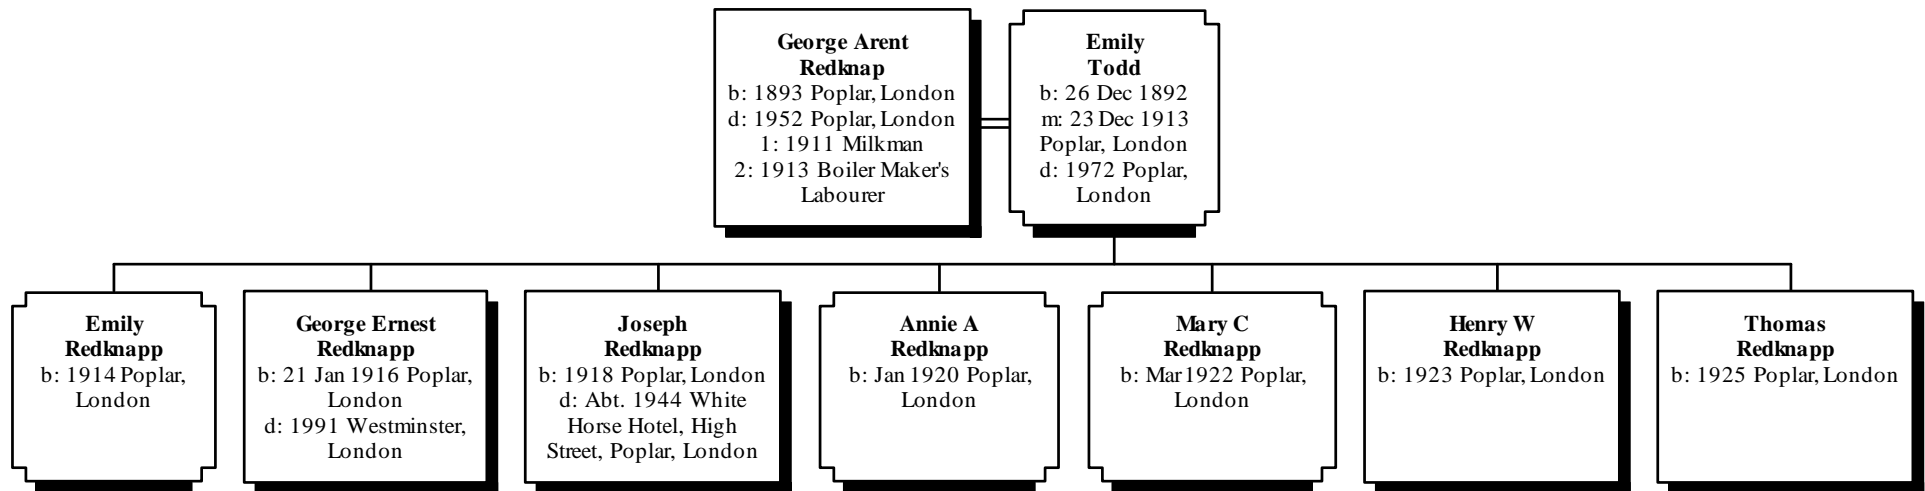 George Arent
Redknap
b: 1893 Poplar, London
d: 1952 Poplar, London
1: 1911 Milkman
2: 1913 Boiler Maker's
Labourer
Emily
Todd
b: 26 Dec 1892
m: 23 Dec 1913
Poplar, London
d: 1972 Poplar,
London
Emily
Redknapp
b: 1914 Poplar,
London
George Ernest
Redknapp
b: 21 Jan 1916 Poplar,
London
d: 1991 Westminster,
London
Joseph
Redknapp
b: 1918 Poplar, London
d: Abt. 1944 White
Horse Hotel, High
Street, Poplar, London
Annie A
Redknapp
b: Jan 1920 Poplar,
London
Mary C
Redknapp
b: Mar 1922 Poplar,
London
Henry W
Redknapp
b: 1923 Poplar, London
Thomas
Redknapp
b: 1925 Poplar, London